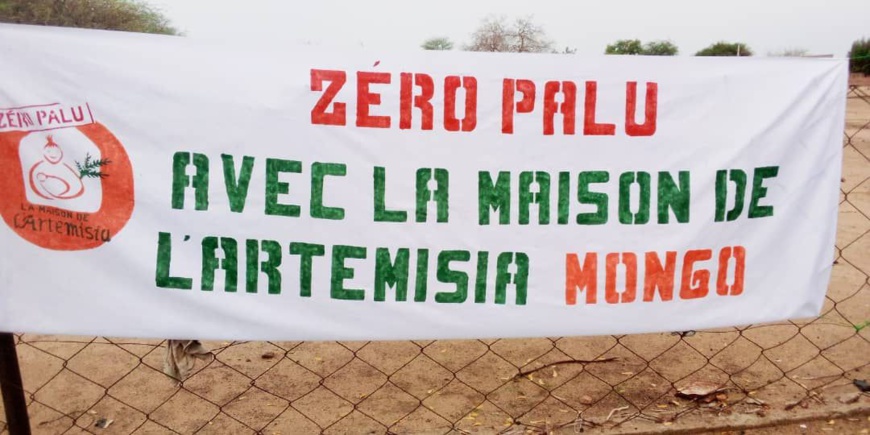 ZÉRO PALU
AVEC LA MAISON DE
L'ARTEMISIA MONGO
ZÉRO PALU
LA MAISON DE
L'Artemisia